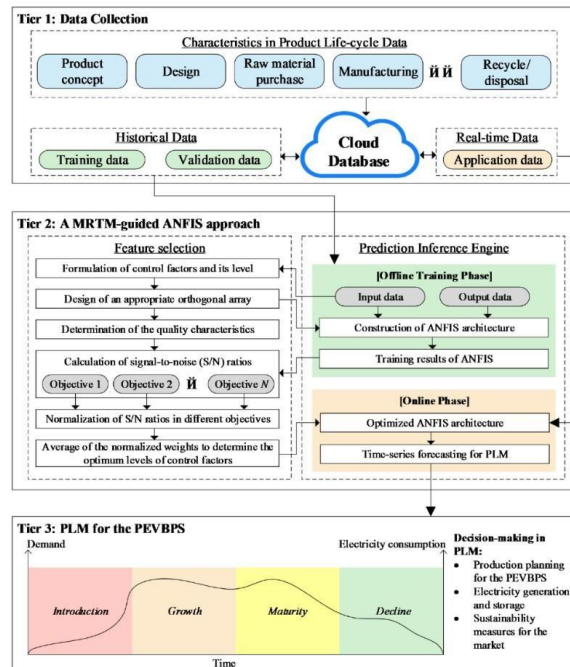 Tier 1: Data Collection
Characteristics in Product Life-cycle Data
Product
concept
Design
Raw material
purchase
Manufacturing
Й Й
Recycle/
disposal
Historical Data
Training data
Validation data
Cloud
Database
Real-time Data
Application data
Tier 2: A MRTM-guided ANFIS approach
Feature selection
Formulation of control factors and its level
Design of an appropriate orthogonal array
Determination of the quality characteristics
Calculation of signal-to-noise (S/N) ratios
Objective 1
Objective 2
Й
Objective N
Normalization of S/N ratios in different objectives
Average of the normalized weights to determine the
optimum levels of control factors
Prediction Inference Engine
[Offline Training Phase]
Input data
Output data
Construction of ANFIS architecture
Training results of ANFIS
[Online Phase]
Optimized ANFIS architecture
Time-series forecasting for PLM
Tier 3: PLM for the PEVBPS
Demand
Electricity consumption
Introduction
Growth
Maturity
Decline
Time
Decision-making in
PLM:
• Production planning
for the PEVBPS
• Electricity generation
and storage
• Sustainability
measures for the
market